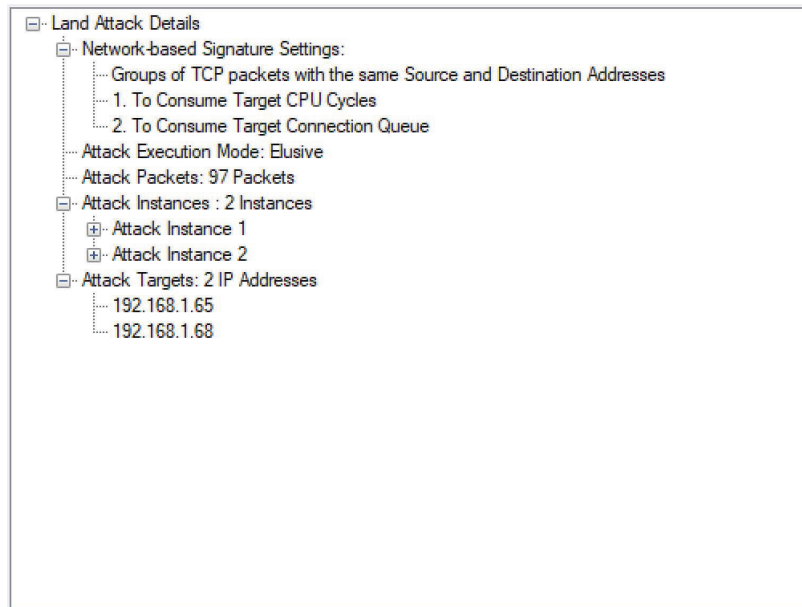 Land Attack Details
Network-based Signature Settings:
Groups of TCP packets with the same Source and Destination Addresses
1. To Consume Target CPU Cycles
2. To Consume Target Connection Queue
Attack Execution Mode: Elusive
Attack Packets: 97 Packets
Attack Instances : 2 Instances
Attack Instance 1
Attack Instance 2
Attack Targets: 2 IP Addresses
192.168.1.65
192.168.1.68